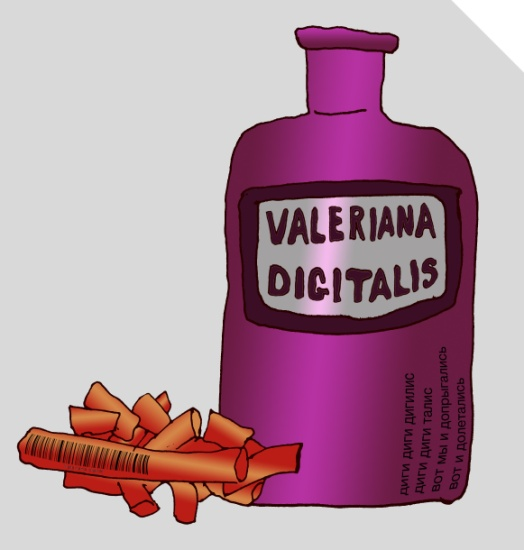 VALERIANA
DIGITALIS
диги диги дигилис
диги диги талис
вот мы и допрыгались
вот и долетались